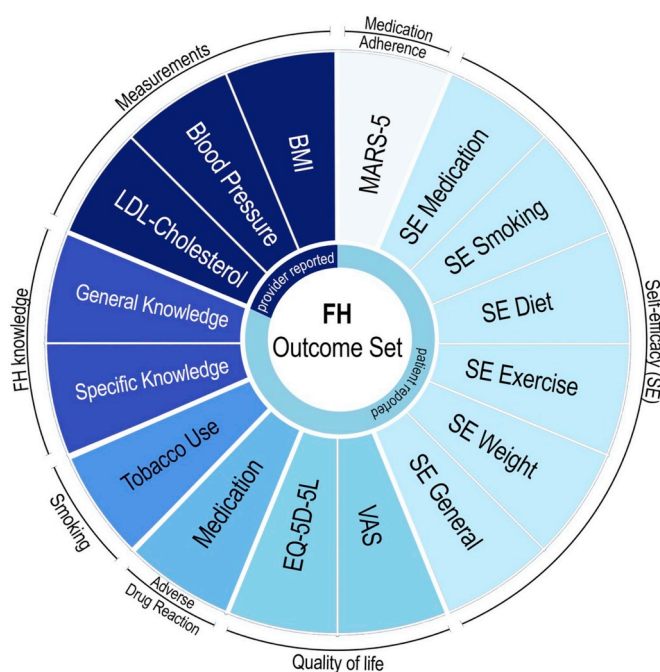 Medication
Adherence
MARS-5
SE Medication
SE Smoking
SE Diet
SE Exercise
SE Weight
SE General
Self-efficacy (SE)
VAS
EQ-5D-5L
Quality of life
Medication
Adverse
Drug Reaction
Tobacco Use
Smoking
Specific Knowledge
General Knowledge
FH knowledge
LDL-Cholesterol
Blood Pressure
BMI
Measurements
provider reported
patient reported
FH
Outcome Set